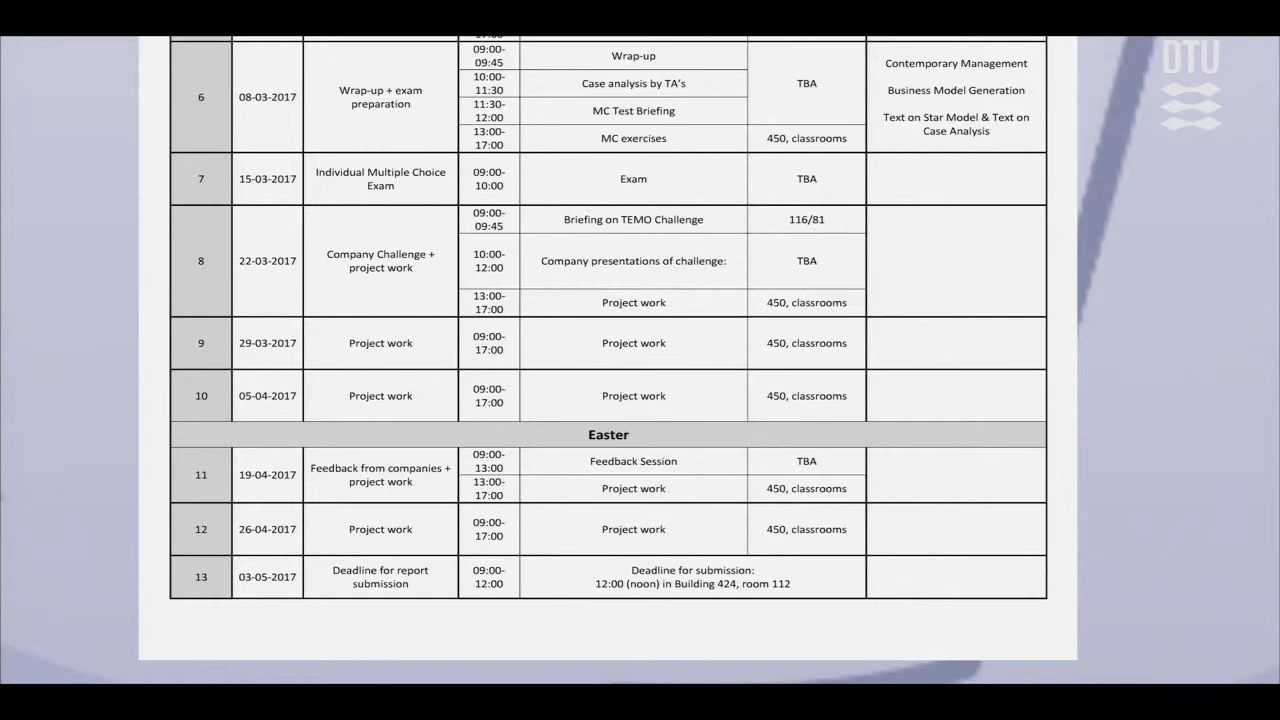 DTU
6
08-03-2017
Wrap-up + exam
preparation
09:00-
09:45
Wrap-up
10:00-
11:30
Case analysis by TA's
11:30-
12:00
MC Test Briefing
TBA
13:00-
17:00
MC exercises
450, classrooms
Contemporary Management
Business Model Generation
Text on Star Model & Text on
Case Analysis
7
15-03-2017
Individual Multiple Choice
Exam
09:00-
10:00
Exam
TBA
8
22-03-2017
Company Challenge +
project work
09:00-
09:45
Briefing on TEMO Challenge
116/81
10:00-
12:00
Company presentations of challenge:
TBA
13:00-
17:00
Project work
450, classrooms
9
29-03-2017
Project work
09:00-
17:00
Project work
450, classrooms
10
05-04-2017
Project work
09:00-
17:00
Project work
450, classrooms
Easter
11
19-04-2017
Feedback from companies +
project work
09:00-
13:00
Feedback Session
TBA
13:00-
17:00
Project work
450, classrooms
12
26-04-2017
Project work
09:00-
17:00
Project work
450, classrooms
13
03-05-2017
Deadline for report
submission
09:00-
12:00
Deadline for submission:
12:00 (noon) in Building 424, room 112